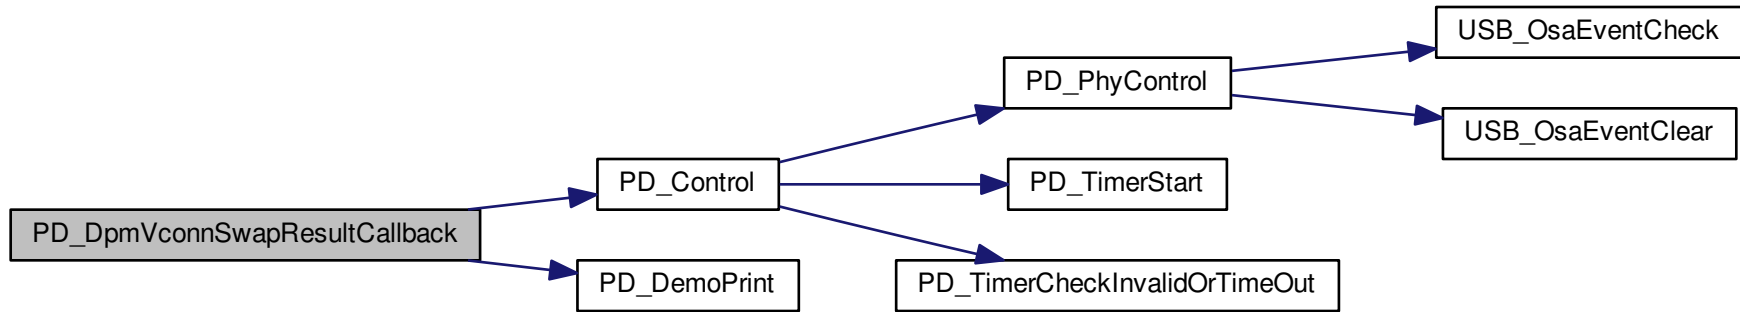 PD_DpmVconnSwapResultCallback
PD_Control
PD_DemoPrint
PD_PhyControl
PD_TimerStart
PD_TimerCheckInvalidOrTimeOut
USB_OsaEventCheck
USB_OsaEventClear